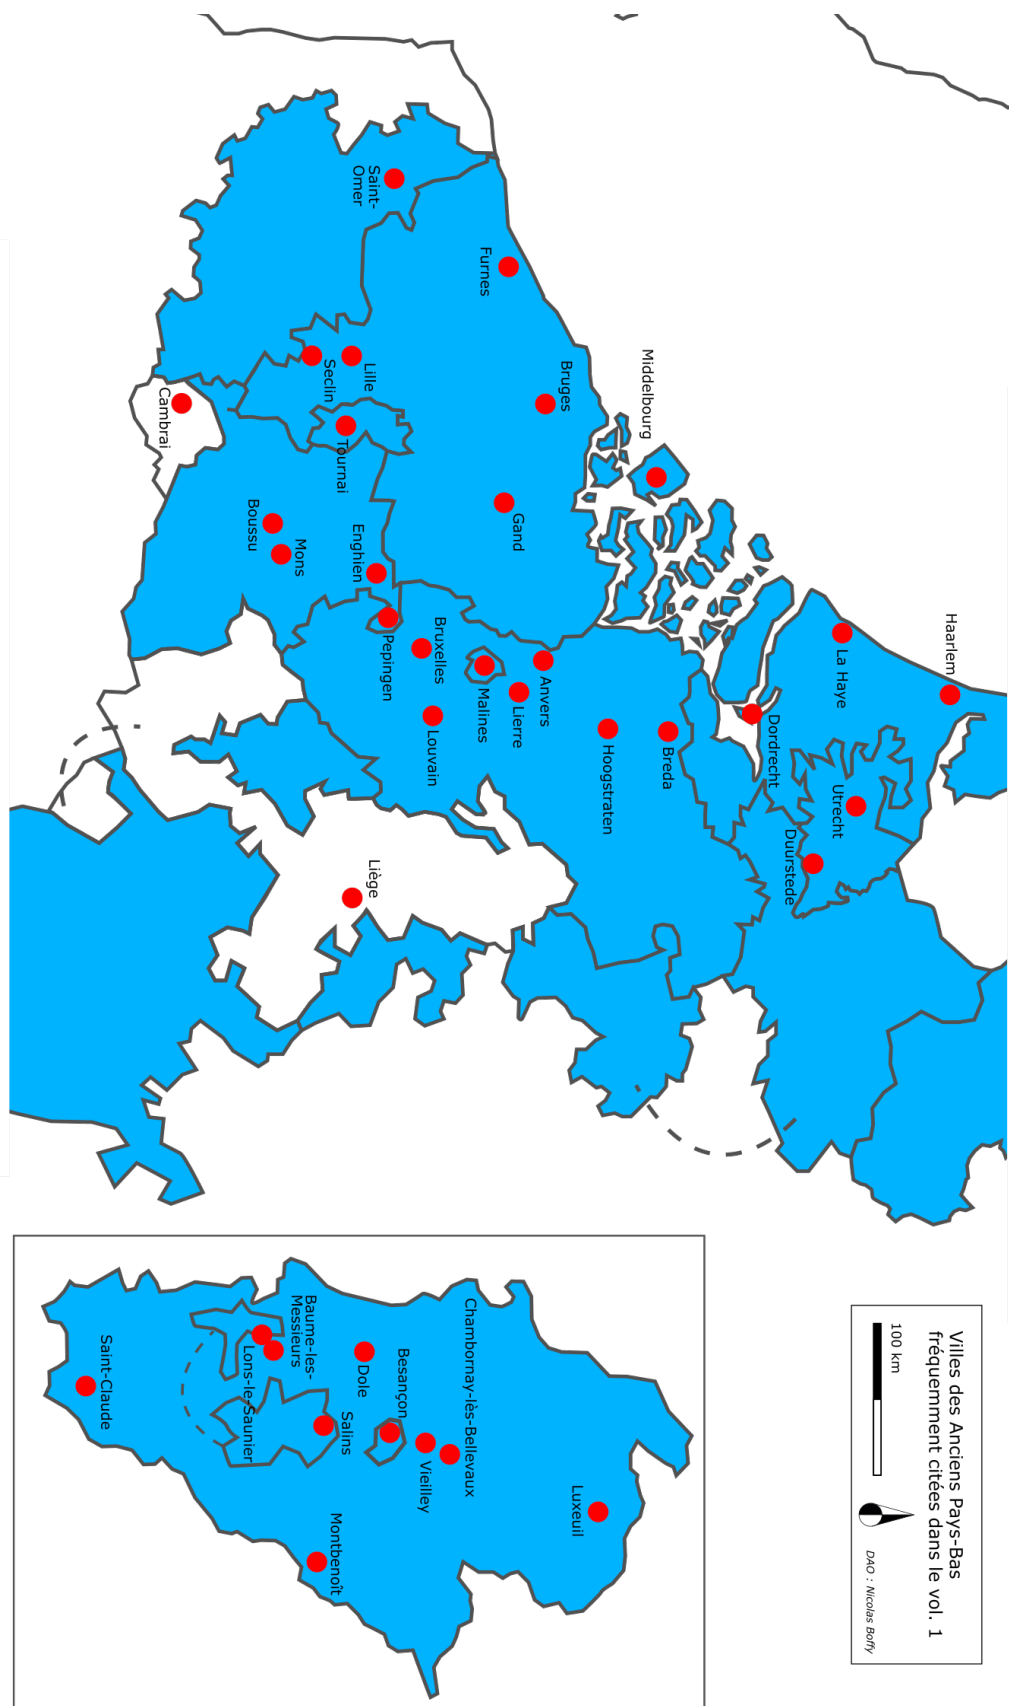 Villes des Anciens Pays-Bas
fréquemment citées dans le vol. 1
100 km
DAO : Nicolas Boffy
Haarlem
La Haye
Utrecht
Duurstede
Dordrecht
Middelbourg
Breda
Hoogstraten
Bruges
Furnes
Gand
Anvers
Lierre
Malines
Bruxelles
Louvain
Pepingen
Enghien
Saint-
Omer
Lille
Seclin
Tournai
Mons
Boussu
Cambrai
Liège
Luxeuil
Chambornay-lès-Bellevaux
Vieilley
Besançon
Dole
Salins
Montbenoît
Baume-les-
Messieurs
Lons-le-Saunier
Saint-Claude